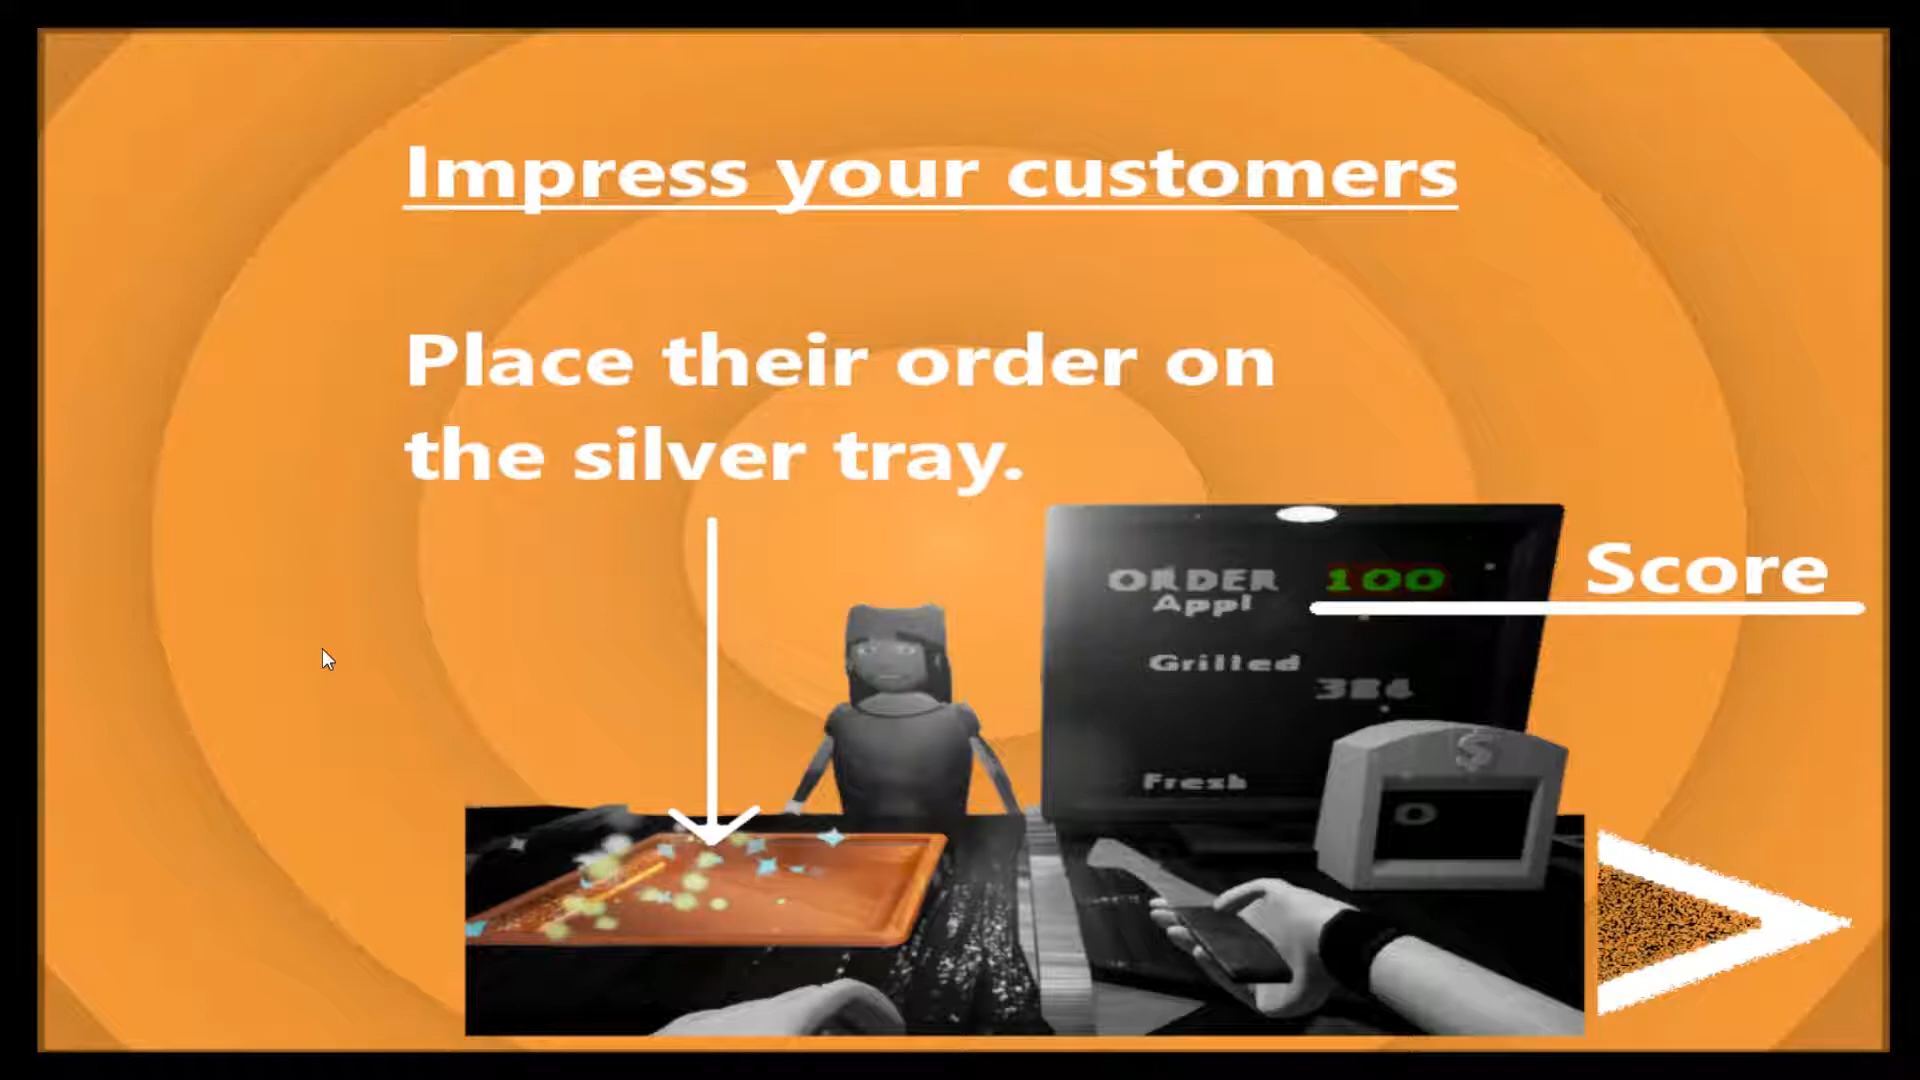 Impress your customers
Place their order on
the silver tray.
Score
ORDER 100
Appl
Grilled
384
Fresh
$
0